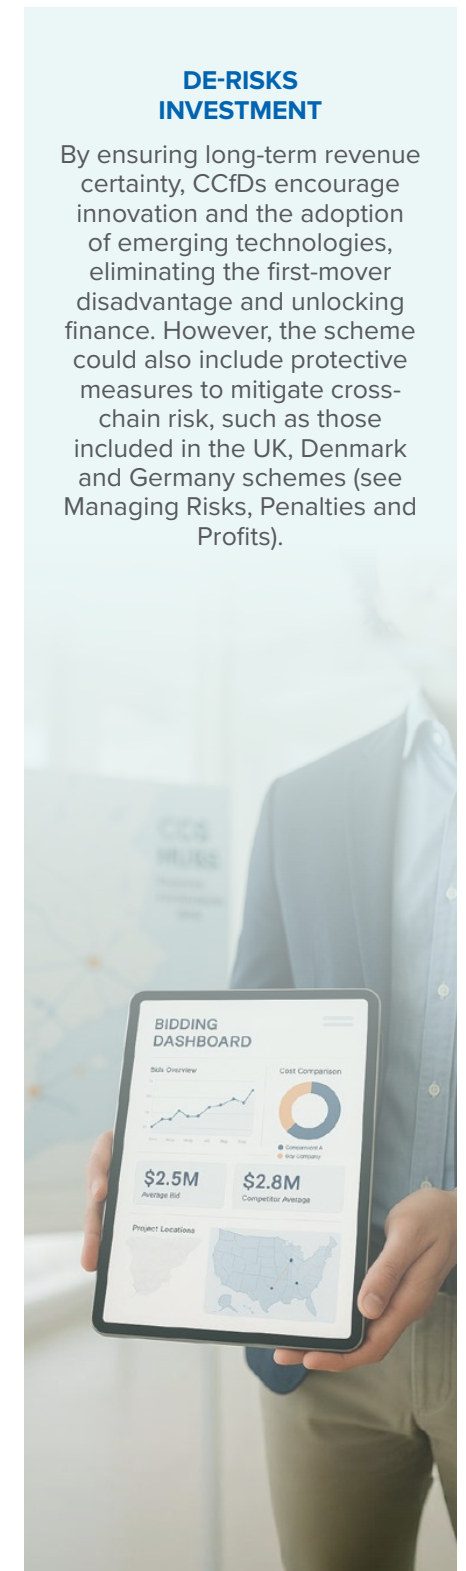 DE-RISKS
INVESTMENT
By ensuring long-term revenue
certainty, CCfDs encourage
innovation and the adoption
of emerging technologies,
eliminating the first-mover
disadvantage and unlocking
finance. However, the scheme
could also include protective
measures to mitigate cross-
chain risk, such as those
included in the UK, Denmark
and Germany schemes (see
Managing Risks, Penalties and
Profits).
CCS
HUBS
BIDDING
DASHBOARD
Bids Overview
Cost Comparison
$2.5M
Average Bid
$2.8M
Competitor Average
Project Locations